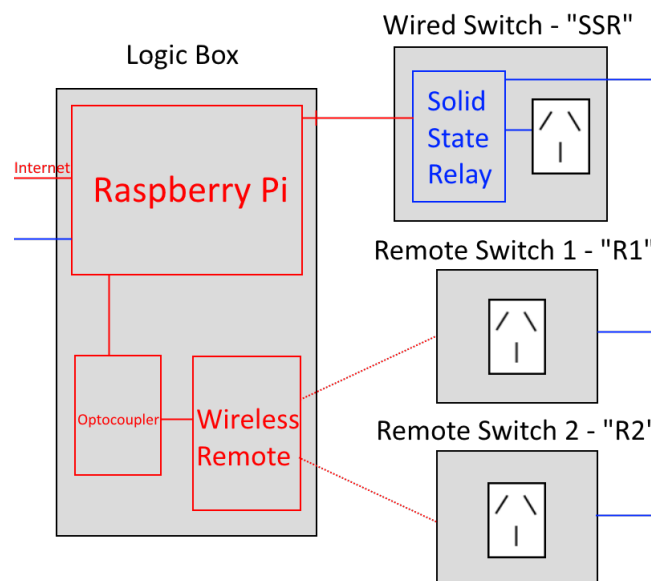 Logic Box
Internet
Raspberry Pi
Optocoupler
Wireless
Remote
Wired Switch - "SSR"
Solid
State
Relay
Remote Switch 1 - "R1"
Remote Switch 2 - "R2"